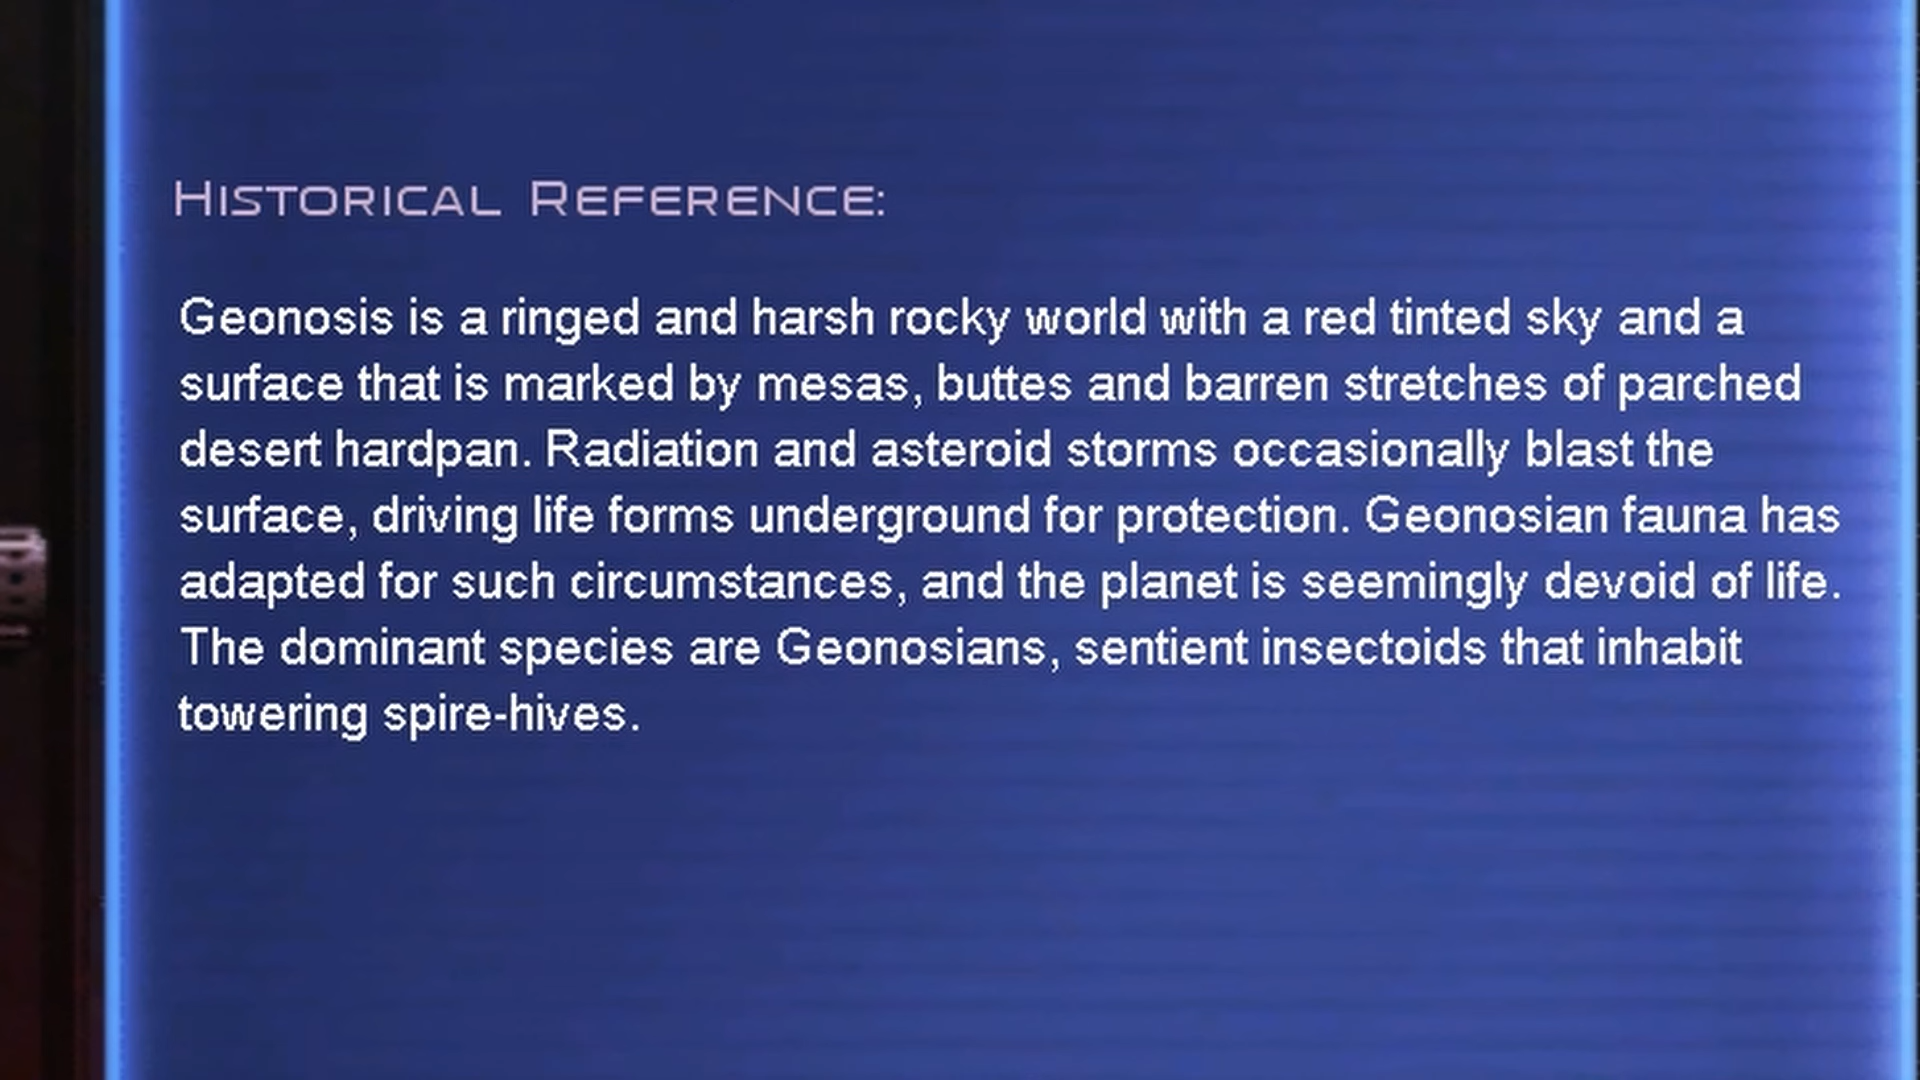 Historical Reference:
Geonosis is a ringed and harsh rocky world with a red tinted sky and a
surface that is marked by mesas, buttes and barren stretches of parched
desert hardpan. Radiation and asteroid storms occasionally blast the
surface, driving life forms underground for protection. Geonosian fauna has
adapted for such circumstances, and the planet is seemingly devoid of life.
The dominant species are Geonosians, sentient insectoids that inhabit
towering spire-hives.